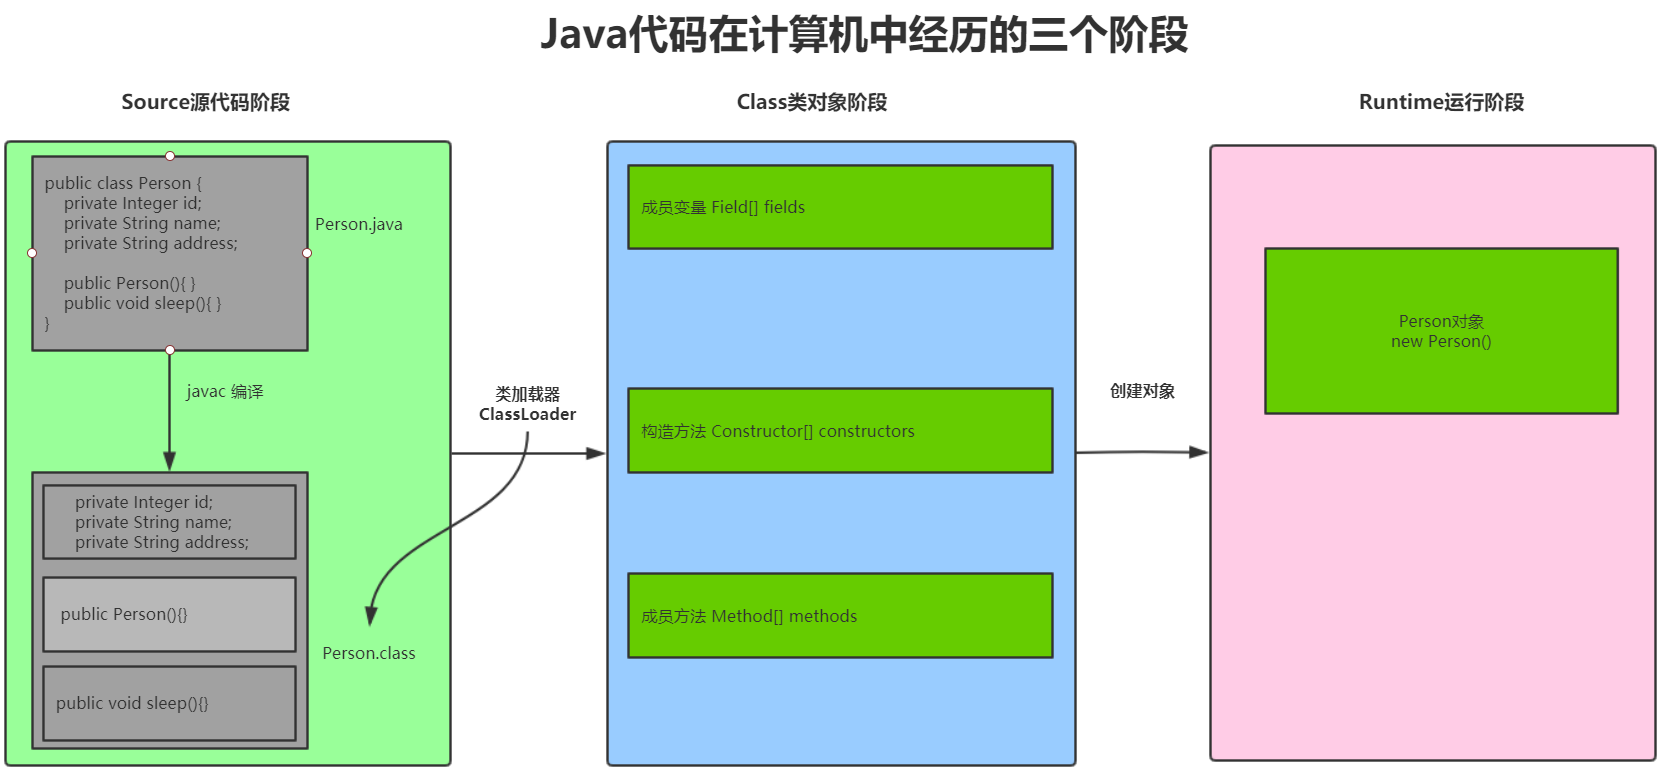 Java代码在计算机中经历的三个阶段
Source源代码阶段
Class类对象阶段
Runtime运行阶段
public class Person {
private Integer id;
private String name;
private String address;
public Person(){ }
public void sleep(){ }
}
Person.java
javac 编译
private Integer id;
private String name;
private String address;
public Person(){}
public void sleep(){}
Person.class
类加载器
ClassLoader
成员变量 Field[] fields
构造方法 Constructor[] constructors
成员方法 Method[] methods
创建对象
Person对象
new Person()